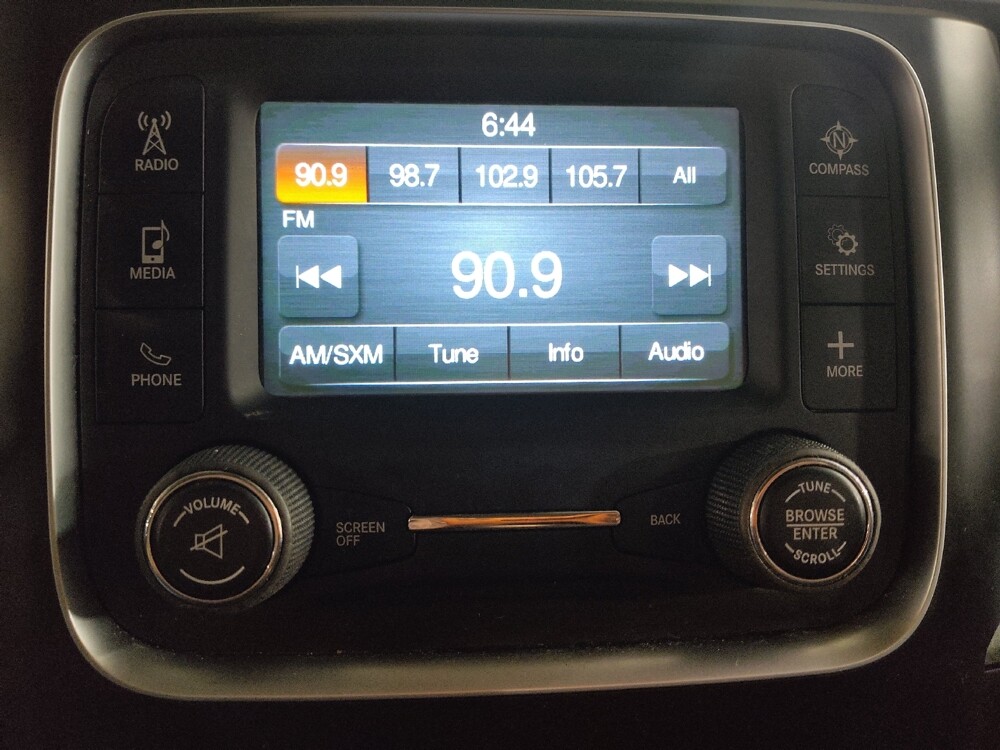 6:44
90.9 98.7 102.9 105.7 All
FM
90.9
AM/SXM Tune Info Audio
RADIO
MEDIA
PHONE
N
COMPASS
SETTINGS
MORE
VOLUME
SCREEN
OFF
BACK
TUNE
BROWSE
ENTER
SCROLL